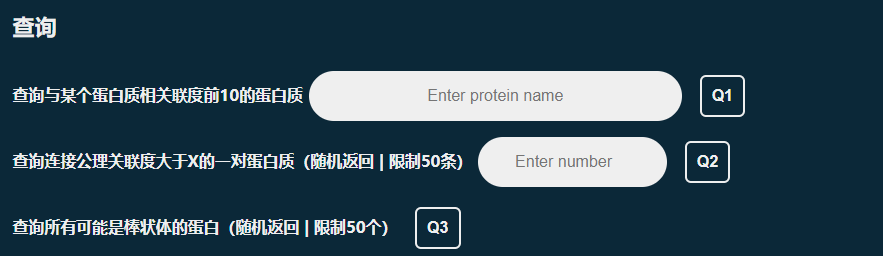 查询
查询与某个蛋白质相关联度前10的蛋白质 Enter protein name Q1
查询连接公理关联度大于X的一对蛋白质（随机返回 | 限制50条） Enter number Q2
查询所有可能是棒状体的蛋白（随机返回 | 限制50个） Q3